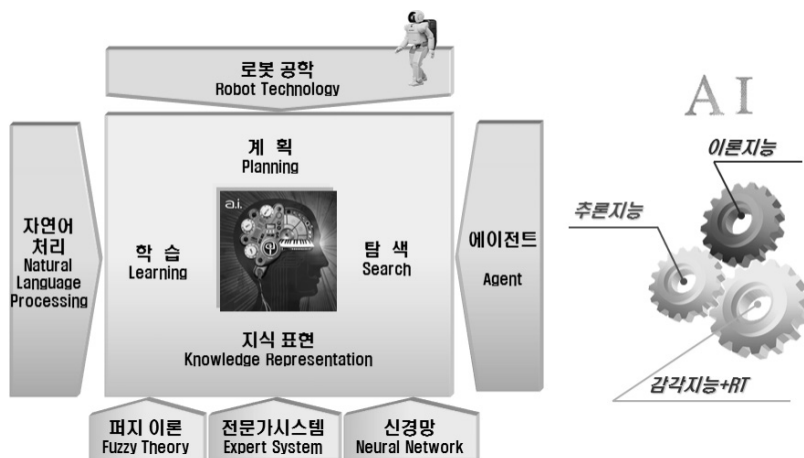 로봇 공학
Robot Technology
계 획
Planning
a.i.
자연어
처리
Natural
Language
Processing
학 습
Learning
탐 색
Search
에이전트
Agent
지식 표현
Knowledge Representation
퍼지 이론
Fuzzy Theory
전문가시스템
Expert System
신경망
Neural Network
AI
이론지능
추론지능
감각지능+RT